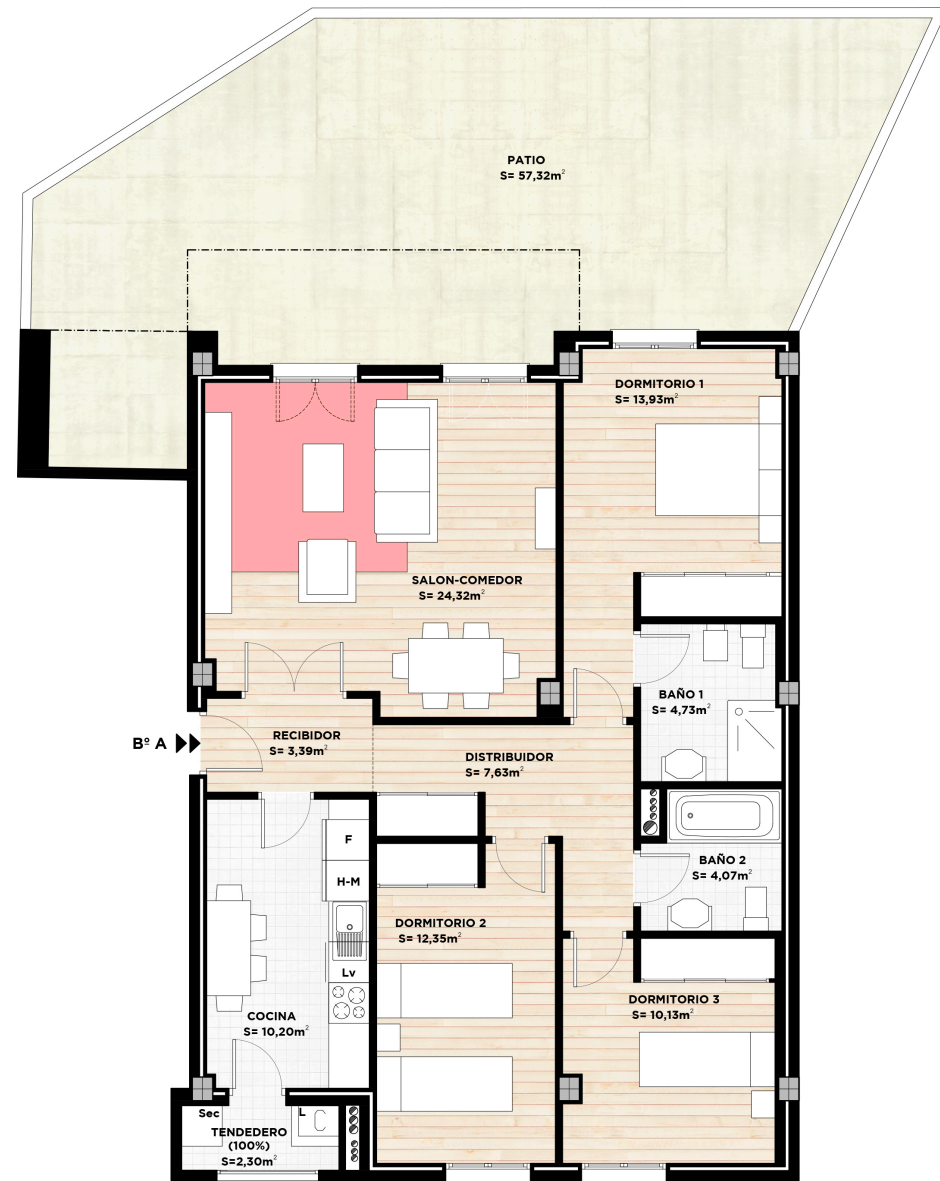 PATIO
S= 57,32m²
DORMITORIO 1
S= 13,93m²
SALON-COMEDOR
S= 24,32m²
BAÑO 1
S= 4,73m²
Bº A
RECIBIDOR
S= 3,39m²
DISTRIBUIDOR
S= 7,63m²
F
H-M
BAÑO 2
S= 4,07m²
DORMITORIO 2
S= 12,35m²
Lv
DORMITORIO 3
S= 10,13m²
COCINA
S= 10,20m²
Sec
L
TENDEDERO
(100%)
S=2,30m²